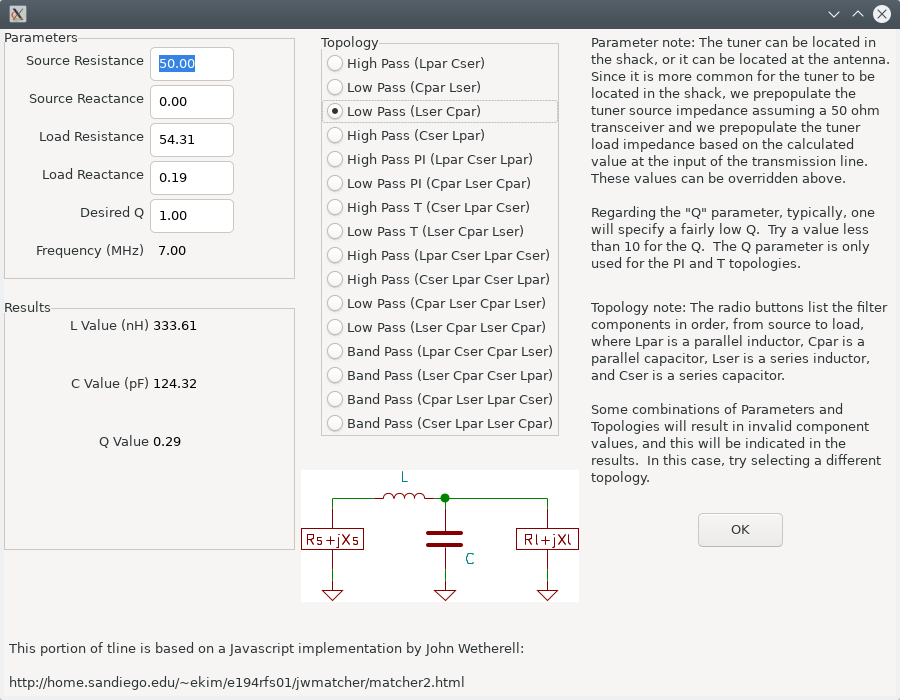 Parameters
Source Resistance 50.00
Source Reactance 0.00
Load Resistance 54.31
Load Reactance 0.19
Desired Q 1.00
Frequency (MHz) 7.00
Results
L Value (nH) 333.61
C Value (pF) 124.32
Q Value 0.29
Topology
High Pass (Lpar Cser)
Low Pass (Cpar Lser)
Low Pass (Lser Cpar)
High Pass (Cser Lpar)
High Pass PI (Lpar Cser Lpar)
Low Pass PI (Cpar Lser Cpar)
High Pass T (Cser Lpar Cser)
Low Pass T (Lser Cpar Lser)
High Pass (Lpar Cser Lpar Cser)
High Pass (Cser Lpar Cser Lpar)
Low Pass (Cpar Lser Cpar Lser)
Low Pass (Lser Cpar Lser Cpar)
Band Pass (Lpar Cser Cpar Lser)
Band Pass (Lser Cpar Cser Lpar)
Band Pass (Cpar Lser Lpar Cser)
Band Pass (Cser Lpar Lser Cpar)
L
Rs+jXs
C
Rl+jXl
Parameter note: The tuner can be located in
the shack, or it can be located at the antenna.
Since it is more common for the tuner to be
located in the shack, we prepopulate the
tuner source impedance assuming a 50 ohm
transceiver and we prepopulate the tuner
load impedance based on the calculated
value at the input of the transmission line.
These values can be overridden above.
Regarding the "Q" parameter, typically, one
will specify a fairly low Q.  Try a value less
than 10 for the Q.  The Q parameter is only
used for the PI and T topologies.
Topology note: The radio buttons list the filter
components in order, from source to load,
where Lpar is a parallel inductor, Cpar is a
parallel capacitor, Lser is a series inductor,
and Cser is a series capacitor.
Some combinations of Parameters and
Topologies will result in invalid component
values, and this will be indicated in the
results.  In this case, try selecting a different
topology.
OK
This portion of tline is based on a Javascript implementation by John Wetherell:
http://home.sandiego.edu/~ekim/e194rfs01/jwmatcher/matcher2.html